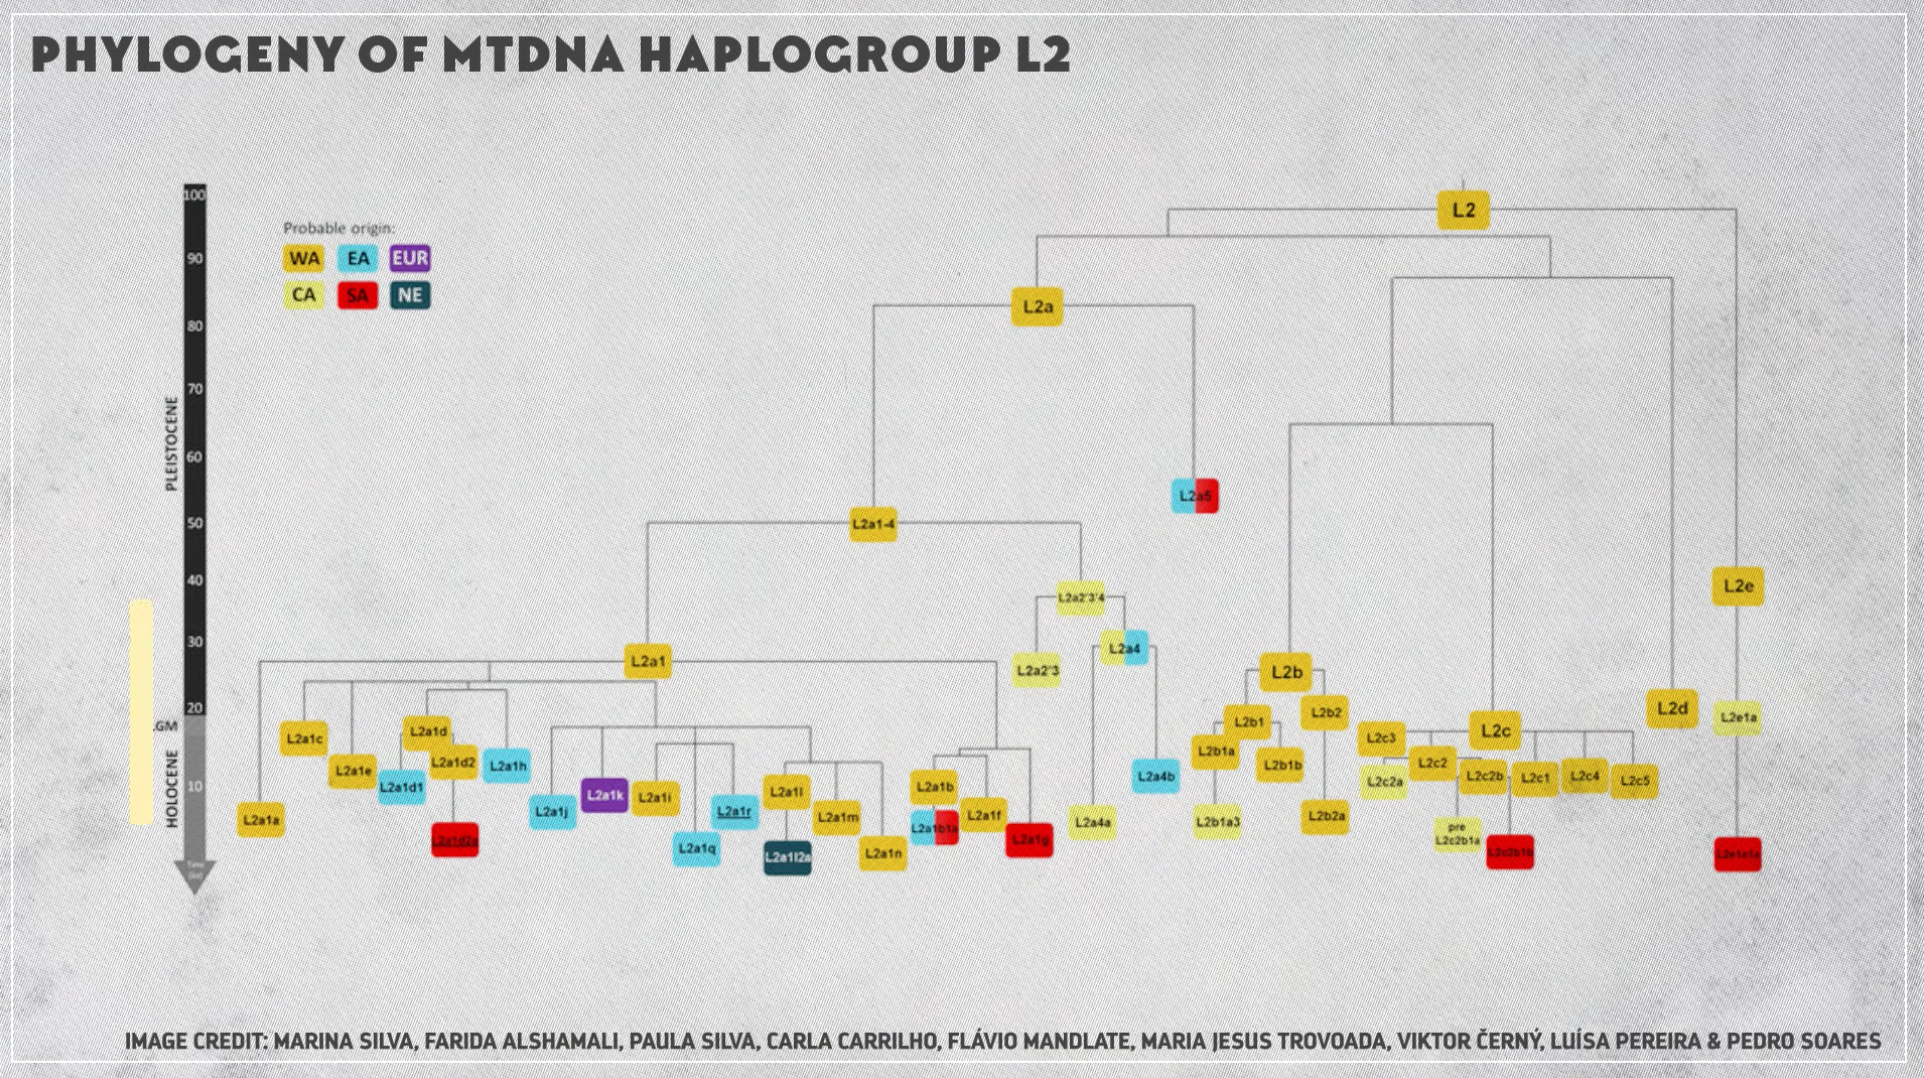 PHYLOGENY OF MTDNA HAPLOGROUP L2
100
90
80
70
60
50
40
30
20
10
PLEISTOCENE
HOLOCENE
Probable origin:
WA EA EUR
CA SA NE
L2
L2a
L2a5
L2a1-4
L2e
L2a2'3'4
L2a4
L2a1
L2a2'3
L2b
L2d
L2e1a
L2b2
L2b1
L2c
L2a1d
L2a1c
L2c3
L2b1a
L2a1d2
L2c2
L2a1h
L2b1b
L2a1e
L2a4b
L2c2b
L2c4
L2c1
L2c5
L2c2a
L2a1d1
L2a1b
L2a1l
L2a1k
L2a1i
L2a1j
L2a1r
L2a1f
L2a1m
L2b2a
L2a1a
L2a4a
L2b1a3
L2a1b1a
pre
L2c2b1a
L2a1d2a
L2a1g
L2a1q
L2c2b1b
L2a1n
L2a1l2a
L2e1a1a
IMAGE CREDIT: MARINA SILVA, FARIDA ALSHAMALI, PAULA SILVA, CARLA CARRILHO, FLÁVIO MANDLATE, MARIA JESUS TROVOADA, VIKTOR ČERNÝ, LUÍSA PEREIRA & PEDRO SOARES